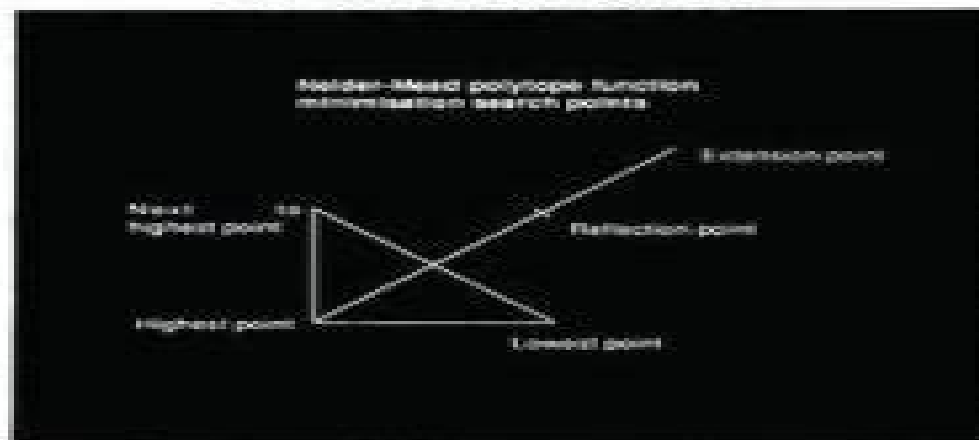 Nelder-Mead polytope function
minimisation search points
Extension point
Next
highest point
Reflection point
Highest point
Lowest point